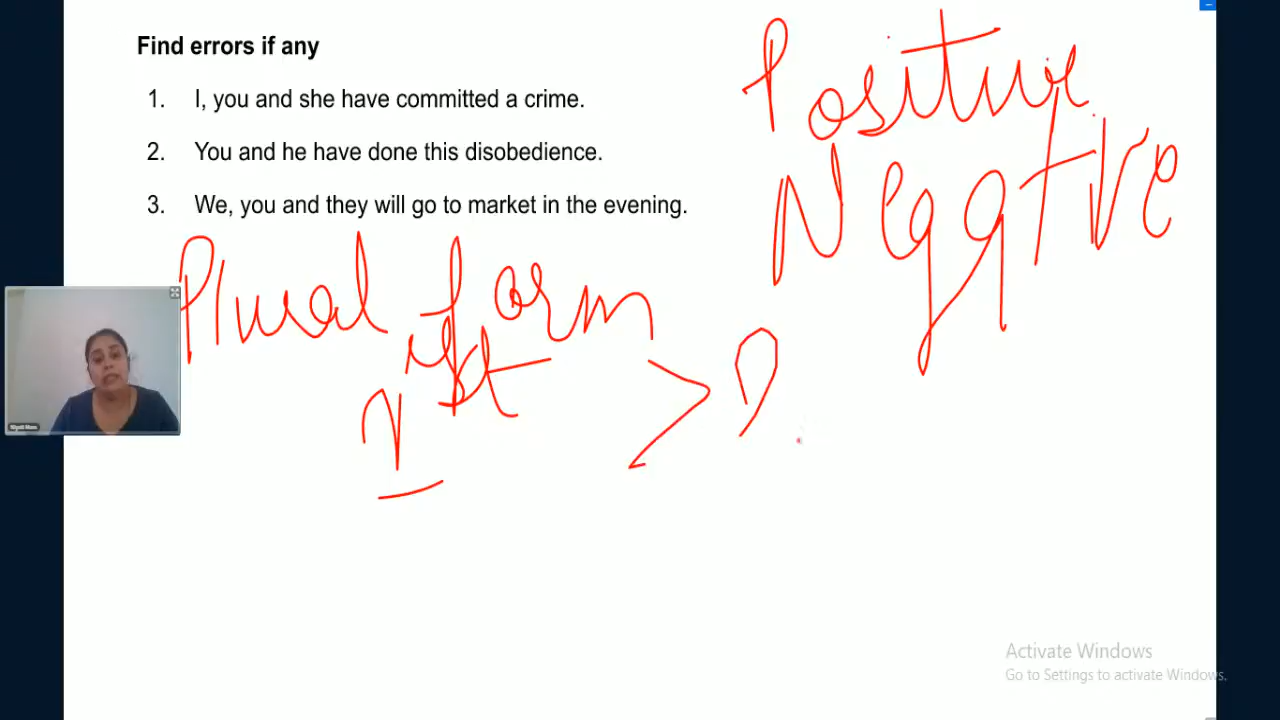 Find errors if any
1. I, you and she have committed a crime.
2. You and he have done this disobedience.
3. We, you and they will go to market in the evening.
Positive
Negative
Plural form
Activate Windows
Go to Settings to activate Windows.